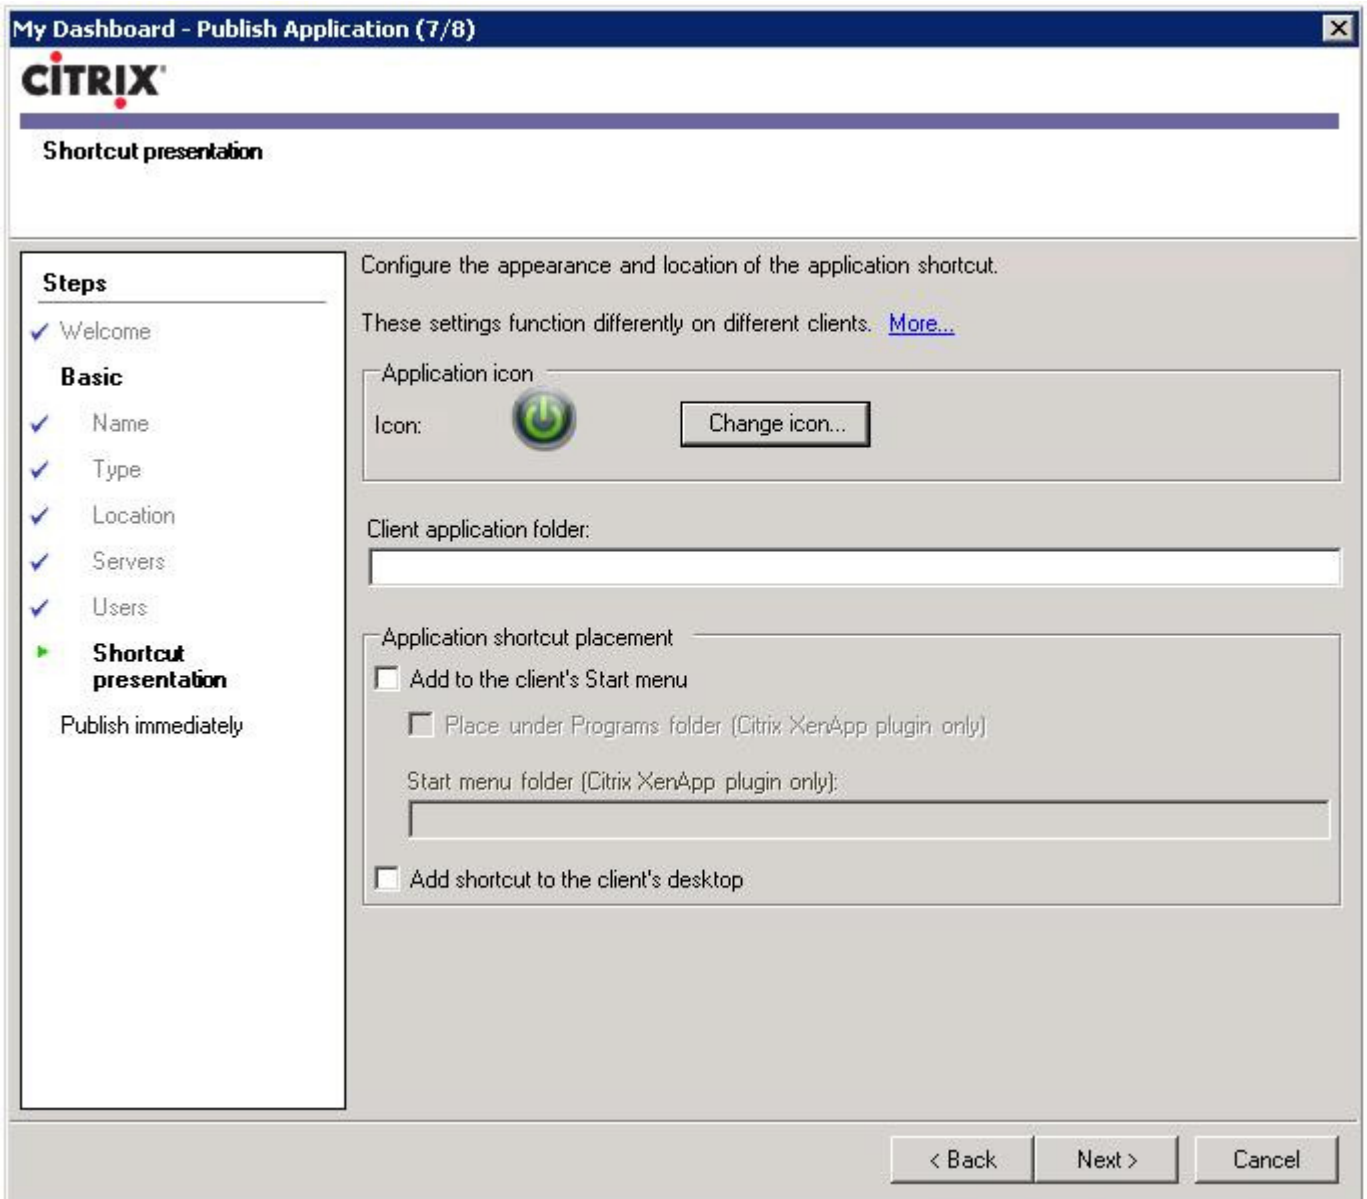 My Dashboard - Publish Application (7/8)
CITRIX
Shortcut presentation
Steps
Welcome
Basic
Name
Type
Location
Servers
Users
Shortcut
presentation
Publish immediately
Configure the appearance and location of the application shortcut.
These settings function differently on different clients. More...
Application icon
Icon:
Change icon...
Client application folder:
Application shortcut placement
Add to the client's Start menu
Place under Programs folder (Citrix XenApp plugin only)
Start menu folder (Citrix XenApp plugin only):
Add shortcut to the client's desktop
< Back
Next >
Cancel